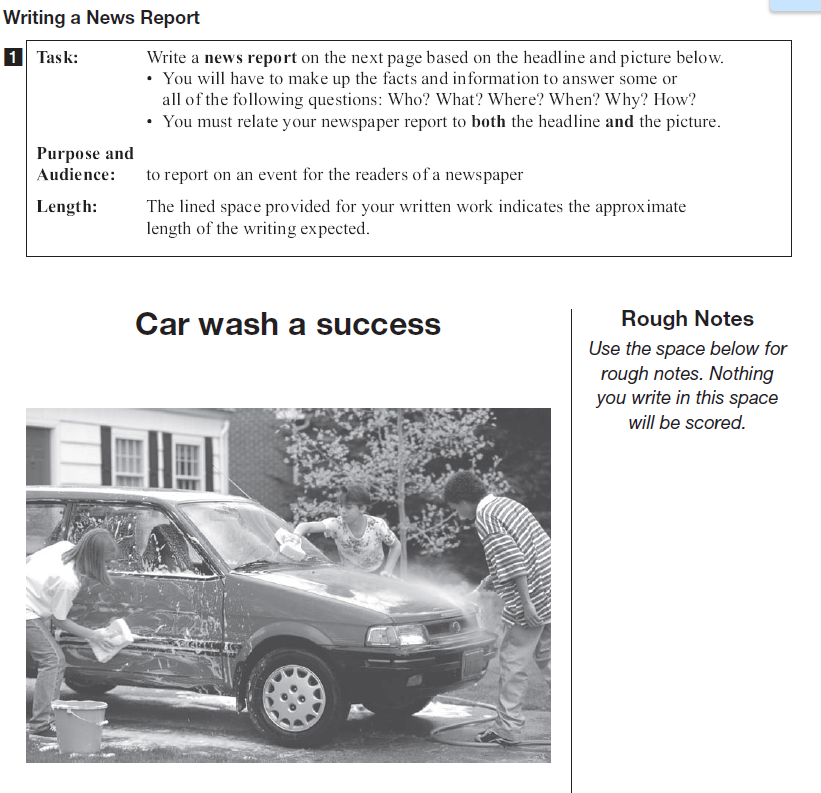 Writing a News Report
1 Task: Write a news report on the next page based on the headline and picture below.
• You will have to make up the facts and information to answer some or
all of the following questions: Who? What? Where? When? Why? How?
• You must relate your newspaper report to both the headline and the picture.
Purpose and
Audience: to report on an event for the readers of a newspaper
Length: The lined space provided for your written work indicates the approximate
length of the writing expected.
Car wash a success
Rough Notes
Use the space below for
rough notes. Nothing
you write in this space
will be scored.